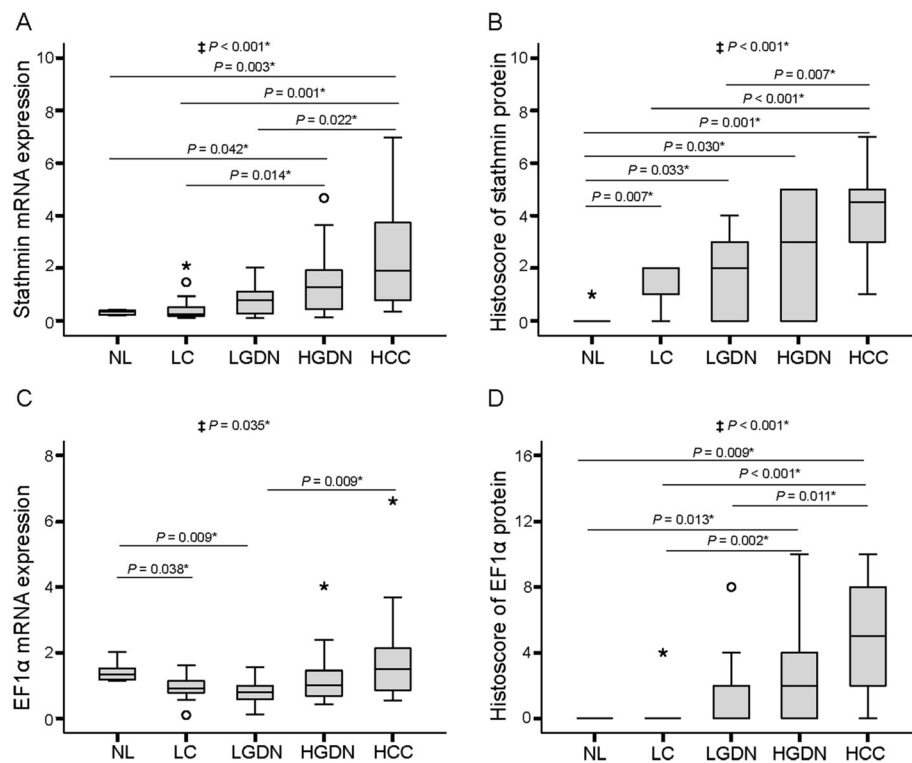 A
‡ P < 0.001*
P = 0.003*
P = 0.001*
P = 0.022*
P = 0.042*
P = 0.014*
Stathmin mRNA expression
10
8
6
4
2
0
*
NL LC LGDN HGDN HCC
B
‡ P < 0.001*
P = 0.007*
P < 0.001*
P = 0.001*
P = 0.030*
P = 0.033*
P = 0.007*
Histoscore of stathmin protein
10
8
6
4
2
0
*
NL LC LGDN HGDN HCC
C
‡ P = 0.035*
P = 0.009*
P = 0.009*
P = 0.038*
EF1α mRNA expression
8
6
4
2
0
*
*
NL LC LGDN HGDN HCC
D
‡ P < 0.001*
P = 0.009*
P < 0.001*
P = 0.011*
P = 0.013*
P = 0.002*
Histoscore of EF1α protein
16
12
8
4
0
*
NL LC LGDN HGDN HCC